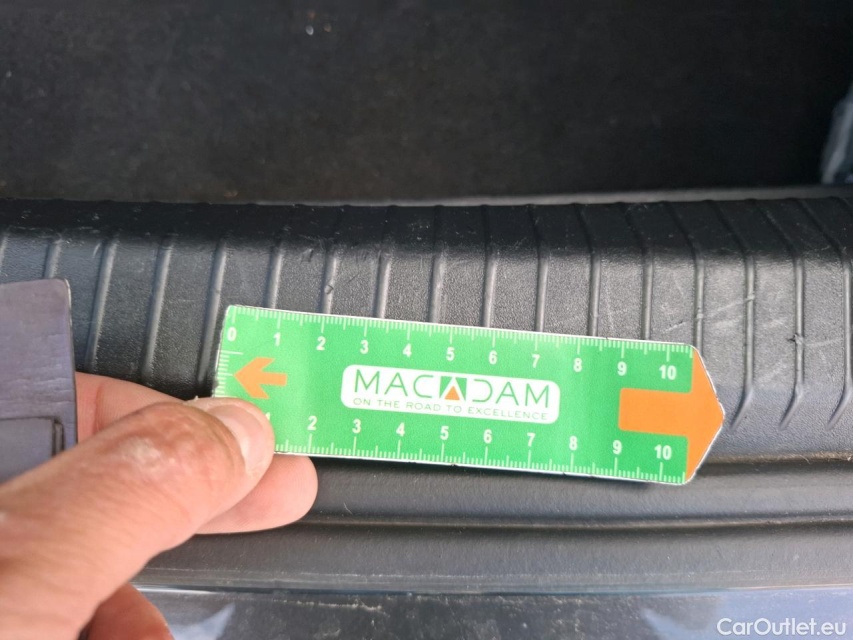 0 1 2 3 4 5 6 7 8 9 10
MACADAM
ON THE ROAD TO EXCELLENCE
1 2 3 4 5 6 7 8 9 10
CarOutlet.eu